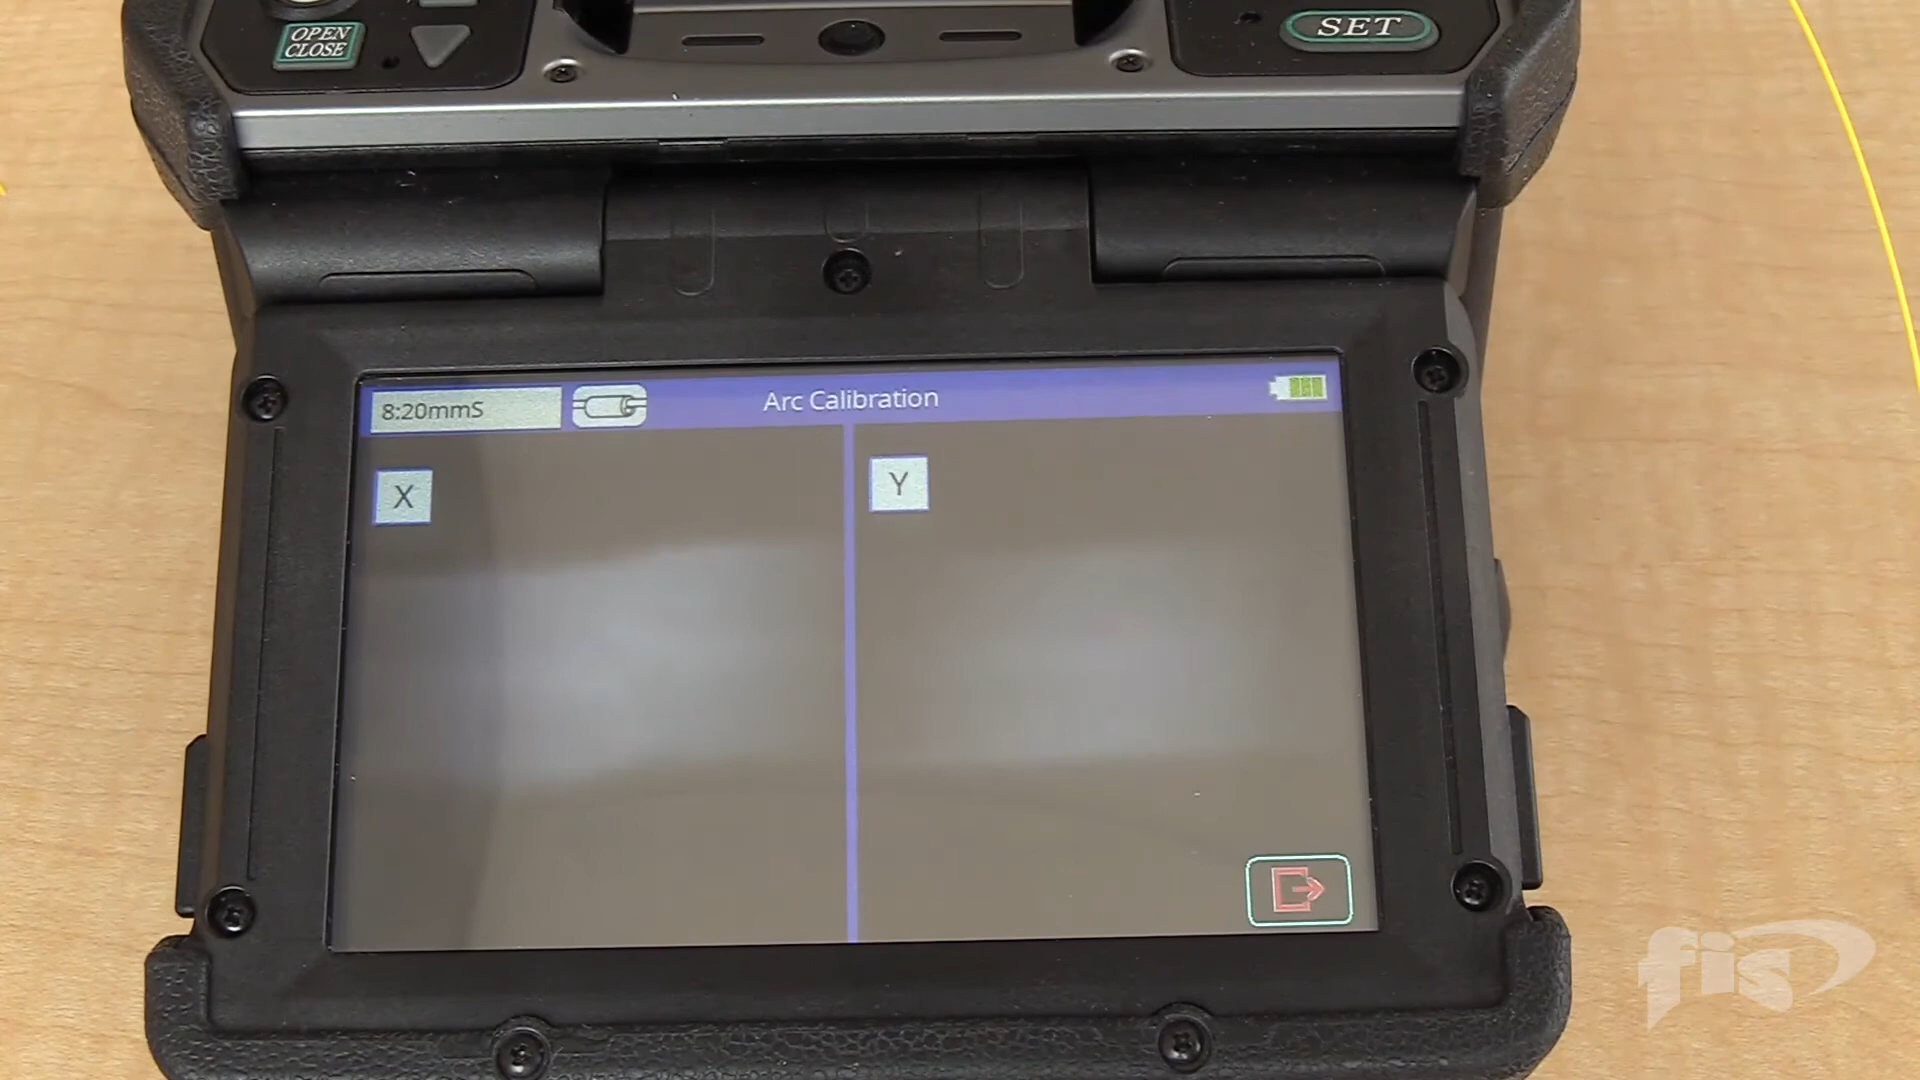 OPEN
CLOSE
SET
8:20mmS
Arc Calibration
X
Y
fis